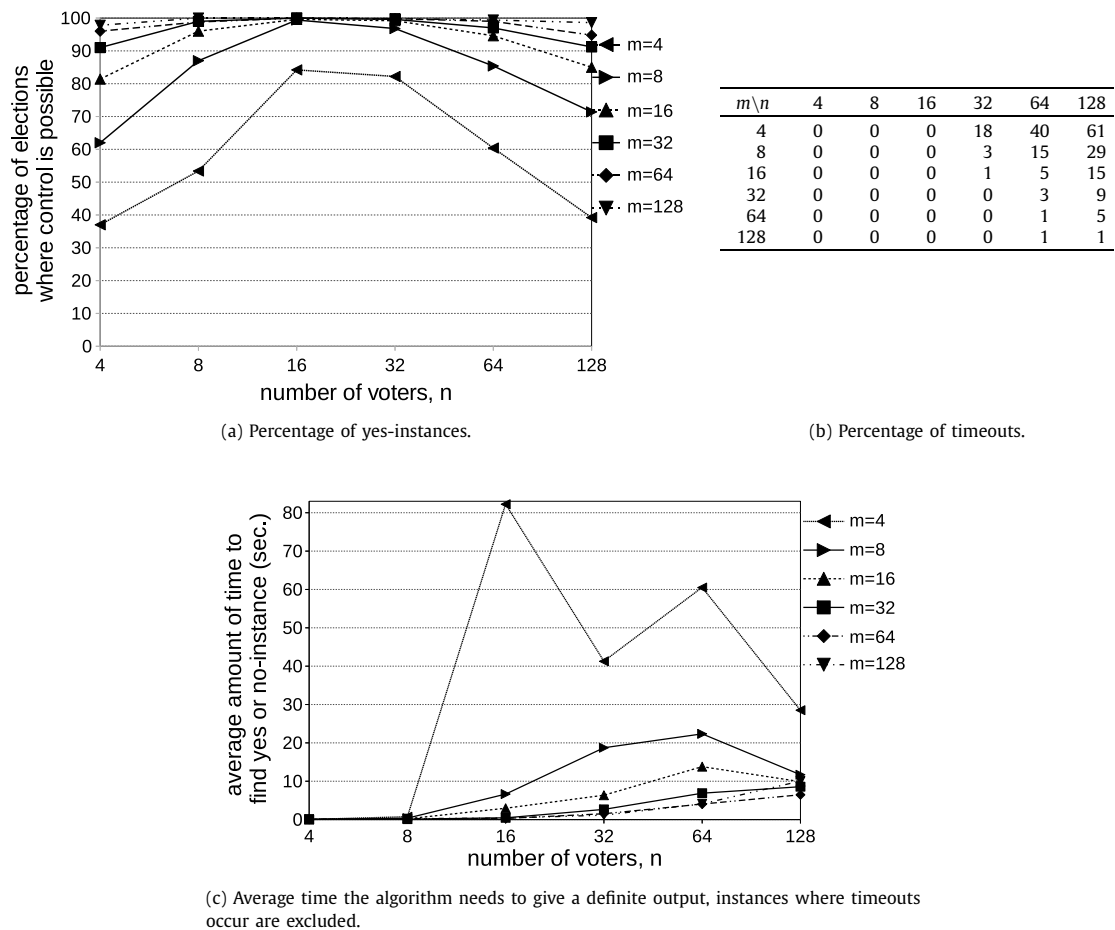 percentage of elections
where control is possible
100
90
80
70
60
50
40
30
20
10
0
4 8 16 32 64 128
number of voters, n
m=4
m=8
m=16
m=32
m=64
m=128
(a) Percentage of yes-instances.
m\n 4 8 16 32 64 128
4 0 0 0 18 40 61
8 0 0 0 3 15 29
16 0 0 0 1 5 15
32 0 0 0 0 3 9
64 0 0 0 0 1 5
128 0 0 0 0 1 1
(b) Percentage of timeouts.
average amount of time to
find yes or no-instance (sec.)
80
70
60
50
40
30
20
10
0
4 8 16 32 64 128
number of voters, n
m=4
m=8
m=16
m=32
m=64
m=128
(c) Average time the algorithm needs to give a definite output, instances where timeouts
occur are excluded.